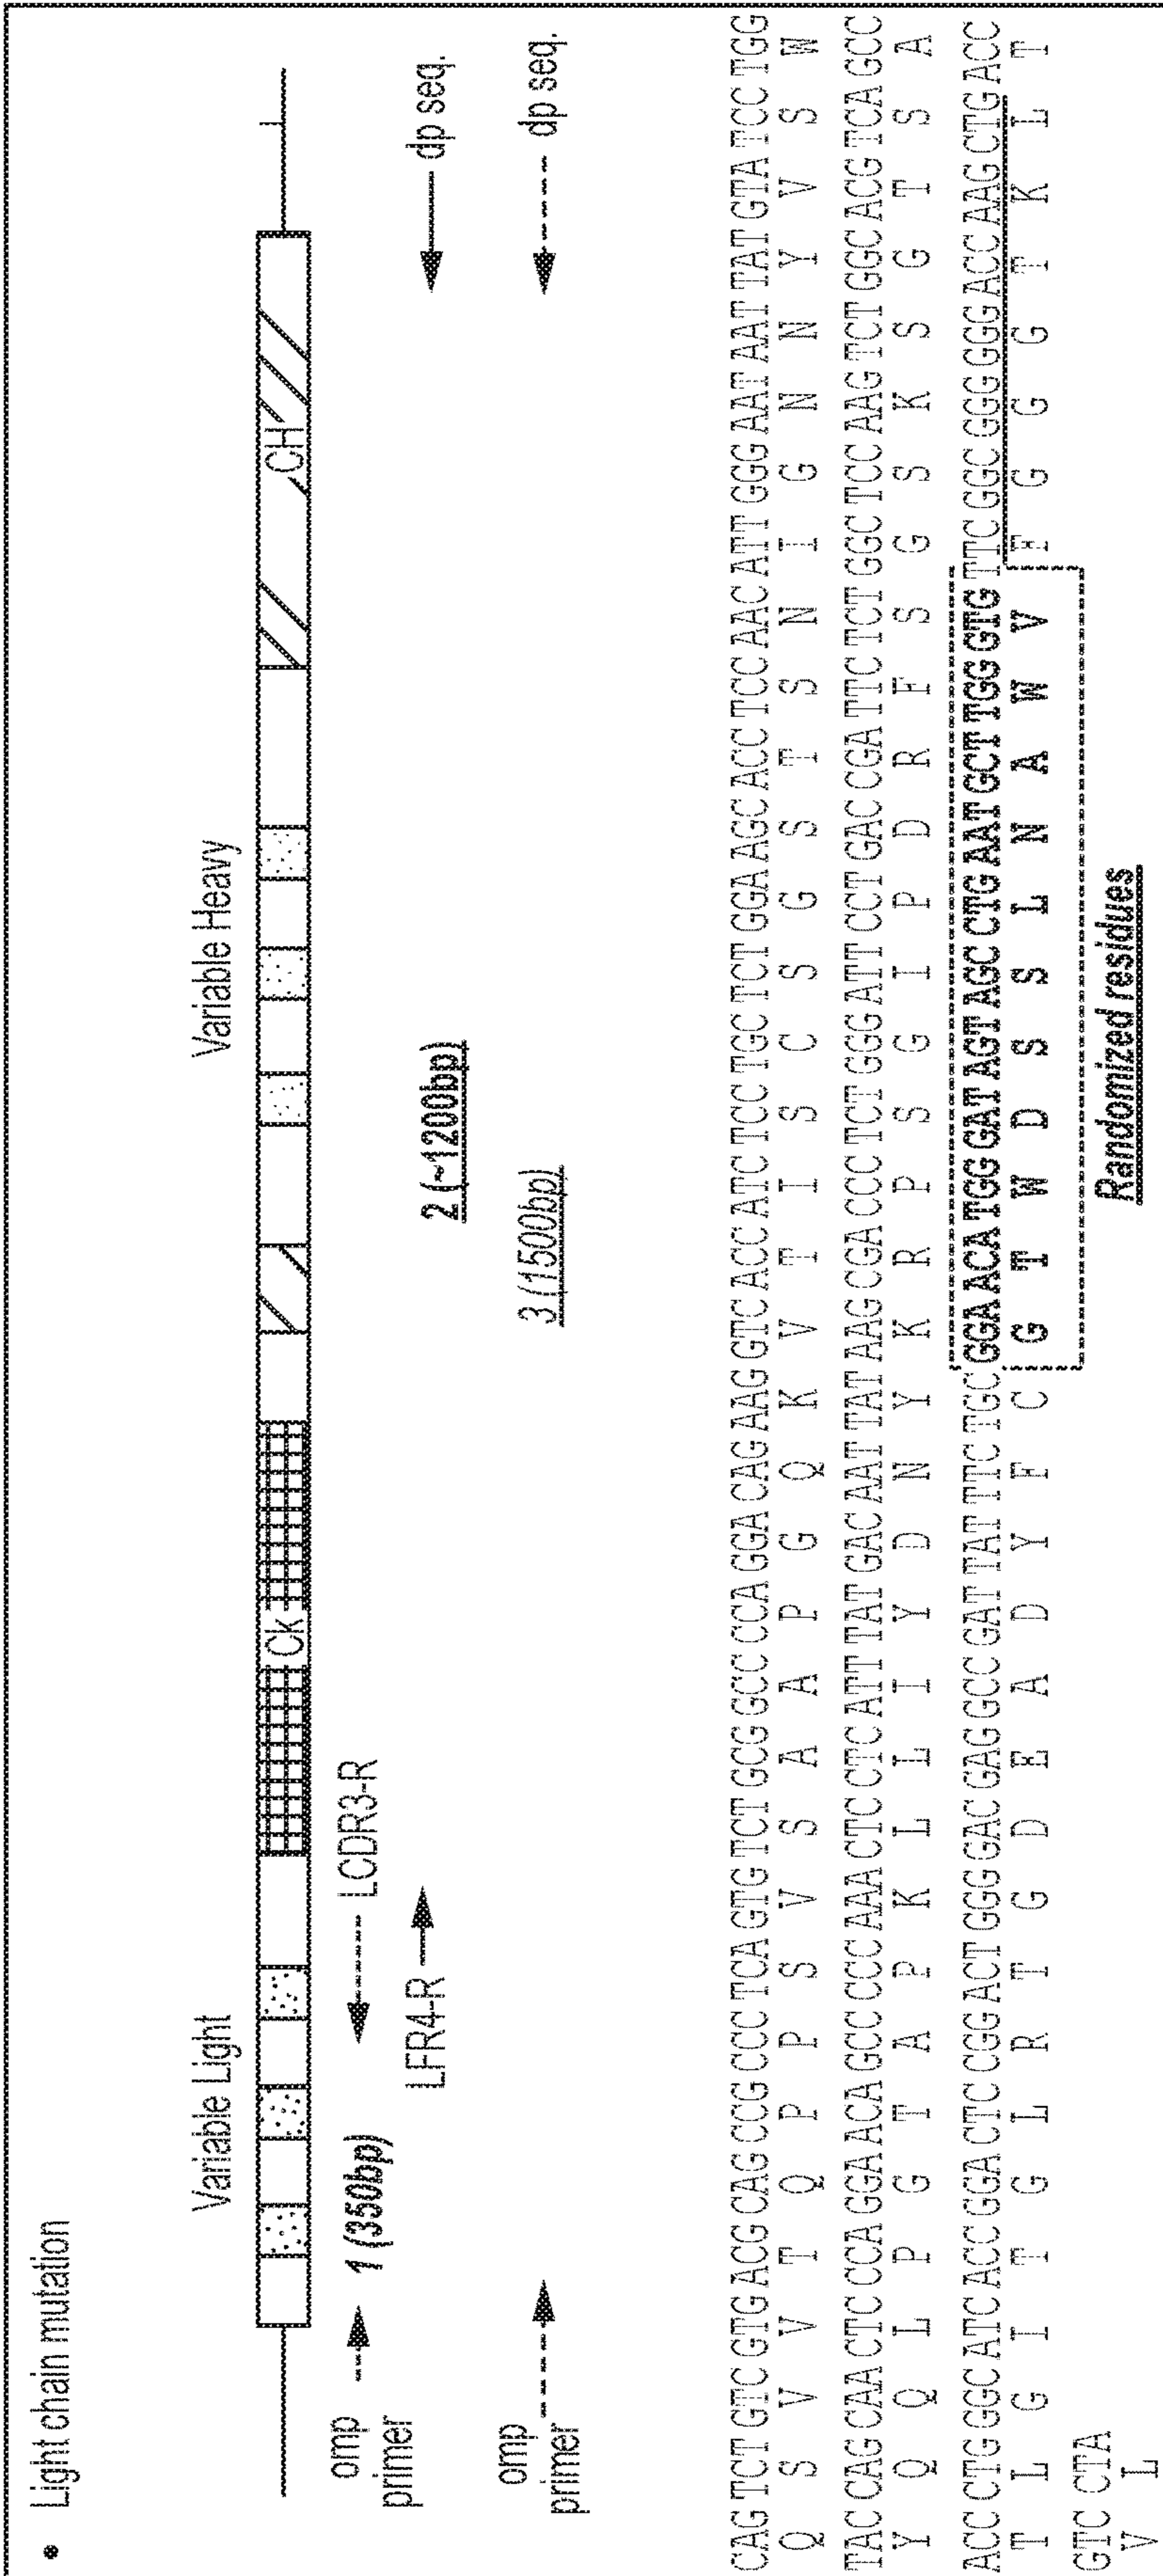 • Light chain mutation
Variable Light
Variable Heavy
Ck
CH
omp primer
1 (350bp)
LCDR3-R
LFR4-R
2 (~1200bp)
dp seq.
omp primer
3 (1500bp)
dp seq.
CAG TCT GTC GTG ACG CAG CCG CCC TCA GTG TCT GCG GCC CCA GGA CAG AAG GTC ACC ATC TCC TGC TCT GGA AGC ACC TCC AAC ATT GGG AAT AAT TAT GTA TCC TGG
Q S V V T Q P P S V S A A P G Q K V T I S C S G S T S N I G N N Y V S W
TAC CAG CAA CTC CCA GGA ACA GCC CCC AAA CTC CTC ATT TAT GAC AAT TAT AAG CGA CCC TCT GGG ATT CCT GAC CGA TTC TCT GGC TCC AAG TCT GGC ACG TCA GCC
Y Q Q L P G T A P K L L I Y D N Y K R P S G I P D R F S G S K S G T S A
ACC CTG GGC ATC ACC GGA CTC CGG ACT GGG GAC GAG GCC GAT TAT TTC TGC GGA ACA TGG GAT AGT AGC CTG AAT GCT TGG GTG TTC GGC GGG GGG ACC AAG CTG ACC
T L G I T G L R T G D E A D Y F C G T W D S S L N A W V F G G G T K L T
GTC CTA
V L
Randomized residues